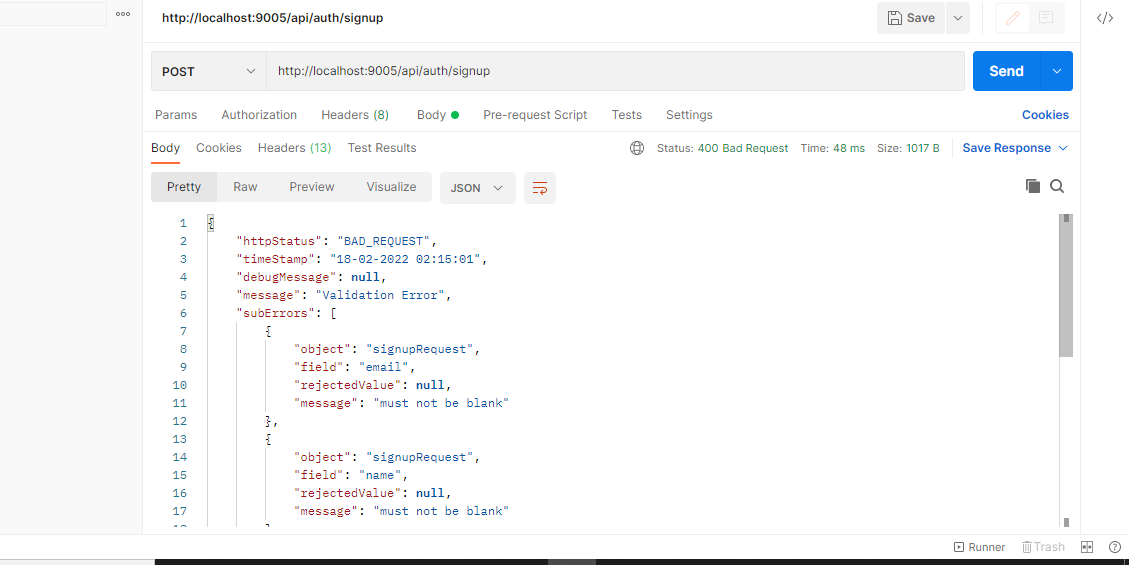 http://localhost:9005/api/auth/signup
Save
POST
http://localhost:9005/api/auth/signup
Send
Params Authorization Headers (8) Body Pre-request Script Tests Settings Cookies
Body Cookies Headers (13) Test Results Status: 400 Bad Request Time: 48 ms Size: 1017 B Save Response
Pretty Raw Preview Visualize JSON
1 {
2 "httpStatus": "BAD_REQUEST",
3 "timeStamp": "18-02-2022 02:15:01",
4 "debugMessage": null,
5 "message": "Validation Error",
6 "subErrors": [
7 {
8 "object": "signupRequest",
9 "field": "email",
10 "rejectedValue": null,
11 "message": "must not be blank"
12 },
13 {
14 "object": "signupRequest",
15 "field": "name",
16 "rejectedValue": null,
17 "message": "must not be blank"
Runner Trash